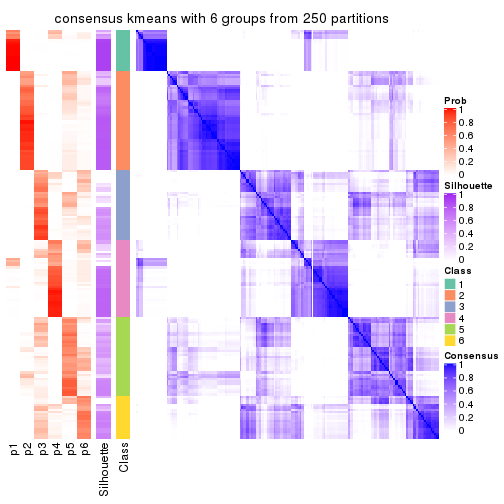 consensus kmeans with 6 groups from 250 partitions
Prob
1
0.8
0.6
0.4
0.2
0
Silhouette
1
0.8
0.6
0.4
0.2
0
Class
1
2
3
4
5
6
Consensus
1
0.8
0.6
0.4
0.2
0
p1
p2
p3
p4
p5
p6
Silhouette
Class